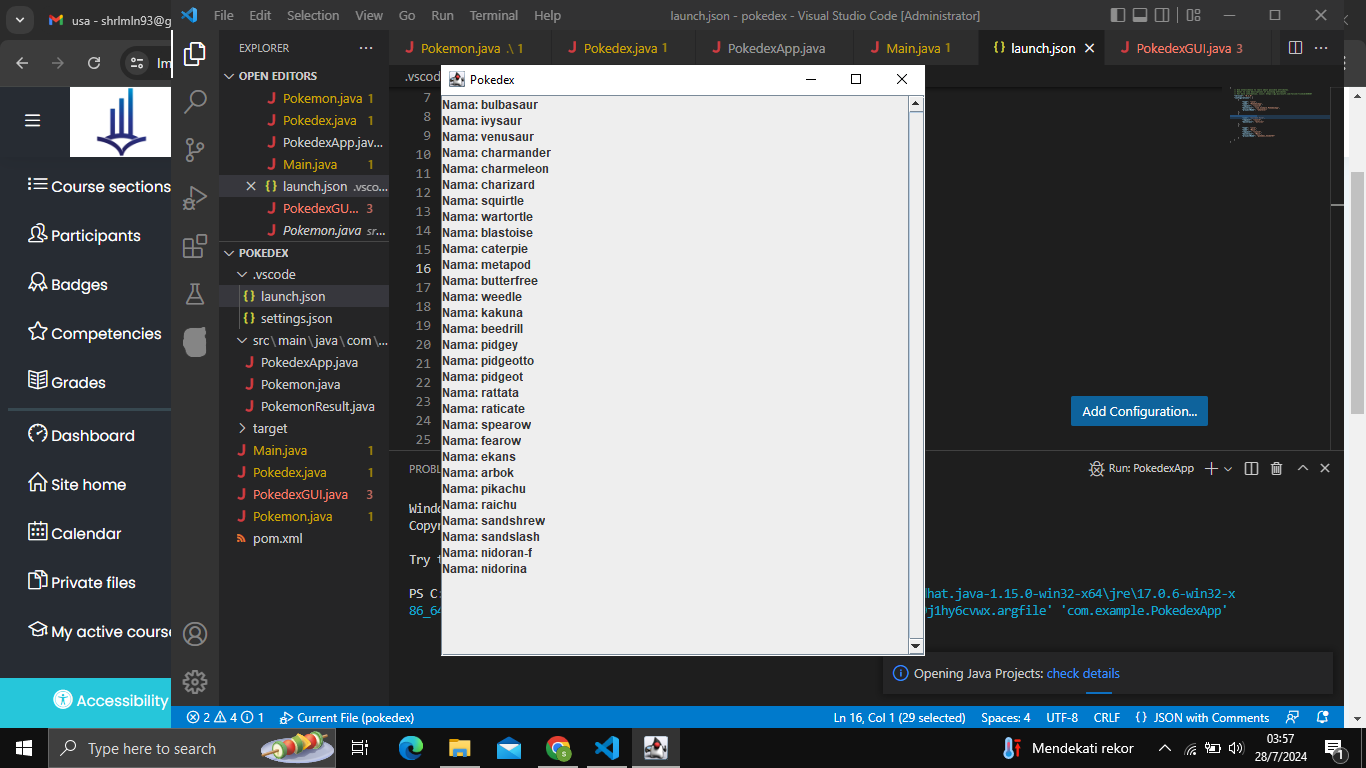 usa - shrlmln93@g
File Edit Selection View Go Run Terminal Help
launch.json - pokedex - Visual Studio Code [Administrator]
Im
EXPLORER
Pokemon.java .\ 1
Pokedex.java 1
PokedexApp.java
Main.java 1
launch.json
PokedexGUI.java 3
.vscode
OPEN EDITORS
Pokemon.java 1
Pokedex.java 1
PokedexApp.jav...
Main.java 1
launch.json .vsco...
PokedexGU... 3
Pokemon.java sr...
POKEDEX
.vscode
launch.json
settings.json
src\main\java\com\...
PokedexApp.java
Pokemon.java
PokemonResult.java
target
Main.java 1
Pokedex.java 1
PokedexGUI.java 3
Pokemon.java 1
pom.xml
Course sections
Participants
Badges
Competencies
Grades
Dashboard
Site home
Calendar
Private files
My active course
Accessibility
7
8
9
10
11
12
13
14
15
16
17
18
19
20
21
22
23
24
25
Pokedex
Nama: bulbasaur
Nama: ivysaur
Nama: venusaur
Nama: charmander
Nama: charmeleon
Nama: charizard
Nama: squirtle
Nama: wartortle
Nama: blastoise
Nama: caterpie
Nama: metapod
Nama: butterfree
Nama: weedle
Nama: kakuna
Nama: beedrill
Nama: pidgey
Nama: pidgeotto
Nama: pidgeot
Nama: rattata
Nama: raticate
Nama: spearow
Nama: fearow
Nama: ekans
Nama: arbok
Nama: pikachu
Nama: raichu
Nama: sandshrew
Nama: sandslash
Nama: nidoran-f
Nama: nidorina
Add Configuration...
PROBL
Run: PokedexApp
Windo
Copyr
Try t
PS C:
hat.java-1.15.0-win32-x64\jre\17.0.6-win32-x
86_64
j1hy6cvwx.argfile' 'com.example.PokedexApp'
Opening Java Projects: check details
2 4 1 Current File (pokedex)
Ln 16, Col 1 (29 selected) Spaces: 4 UTF-8 CRLF {} JSON with Comments
Type here to search
Mendekati rekor
03:57
28/7/2024
1